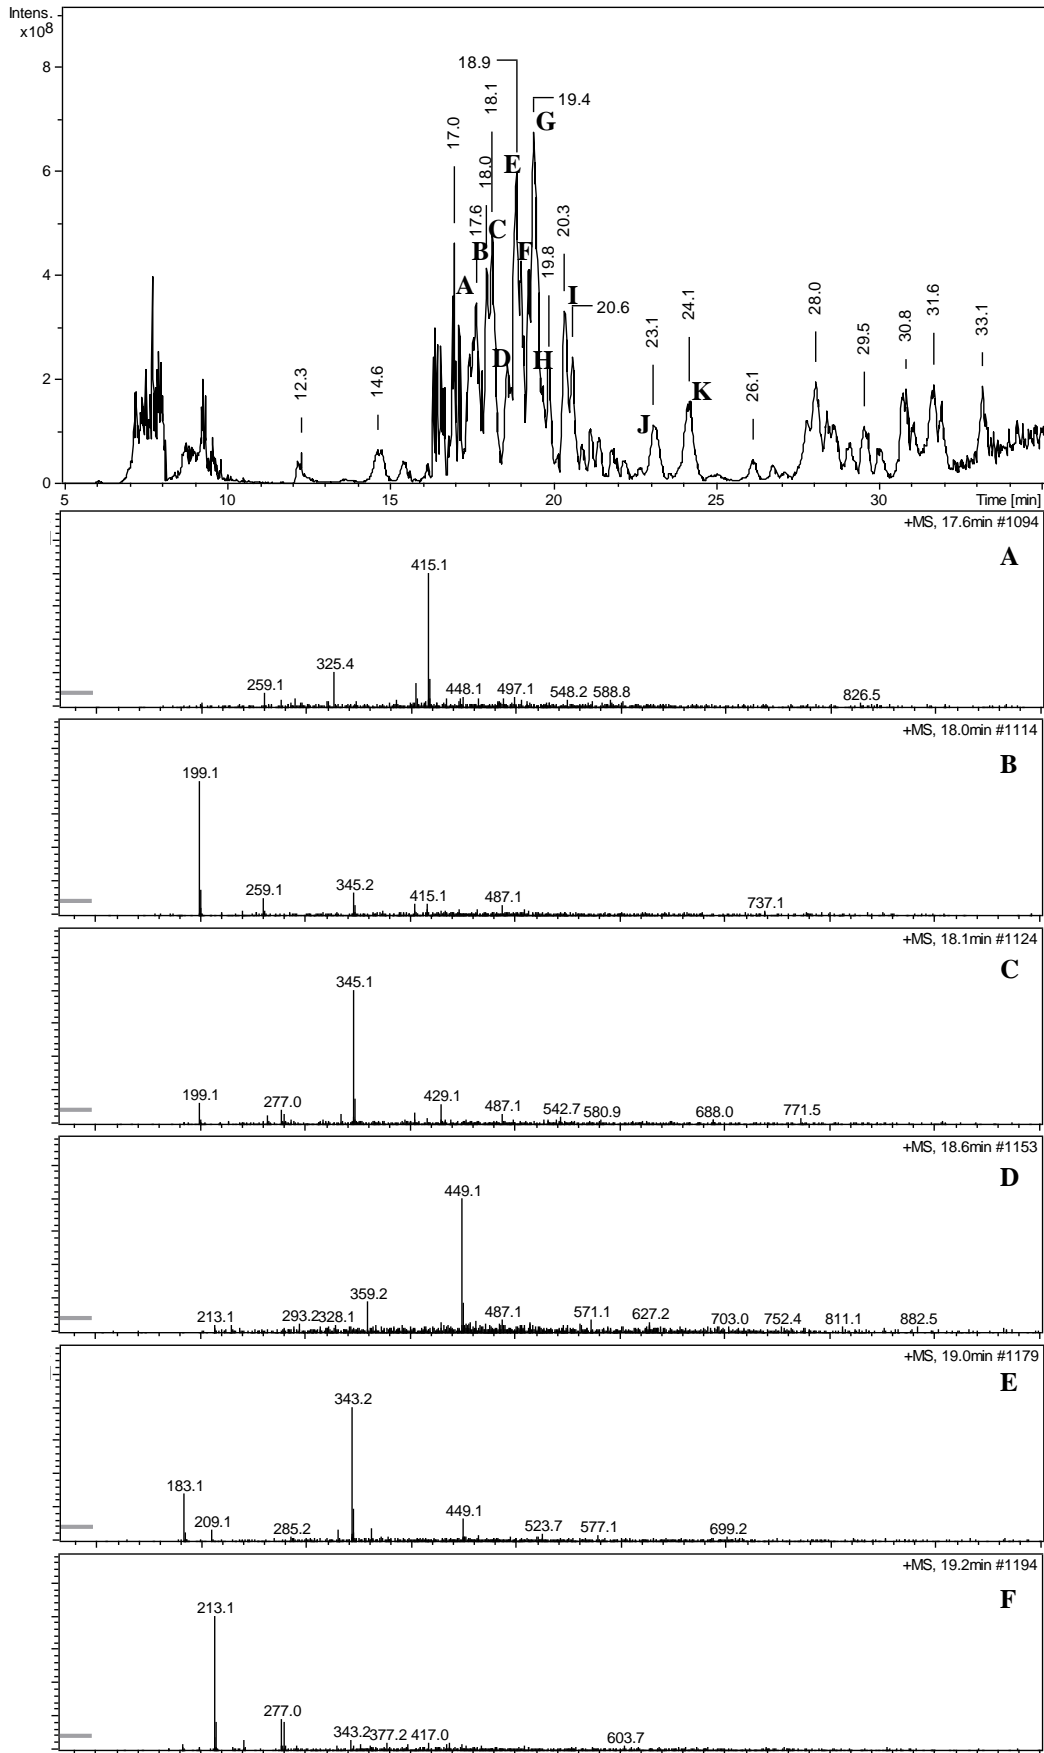 Intens.
x10⁸
8
6
4
2
0
5 10 15 20 25 30 Time [min]
12.3
14.6
17.0
17.6
18.0
18.1
18.9
19.4
19.8
20.3
20.6
23.1
24.1
26.1
28.0
29.5
30.8
31.6
33.1
A
B
C
D
E
F
G
H
I
J
K
+MS, 17.6min #1094
A
259.1 325.4 415.1 448.1 497.1 548.2 588.8 826.5
+MS, 18.0min #1114
B
199.1 259.1 345.2 415.1 487.1 737.1
+MS, 18.1min #1124
C
199.1 277.0 345.1 429.1 487.1 542.7 580.9 688.0 771.5
+MS, 18.6min #1153
D
213.1 293.2 328.1 359.2 449.1 487.1 571.1 627.2 703.0 752.4 811.1 882.5
+MS, 19.0min #1179
E
183.1 209.1 285.2 343.2 449.1 523.7 577.1 699.2
+MS, 19.2min #1194
F
213.1 277.0 343.2 377.2 417.0 603.7